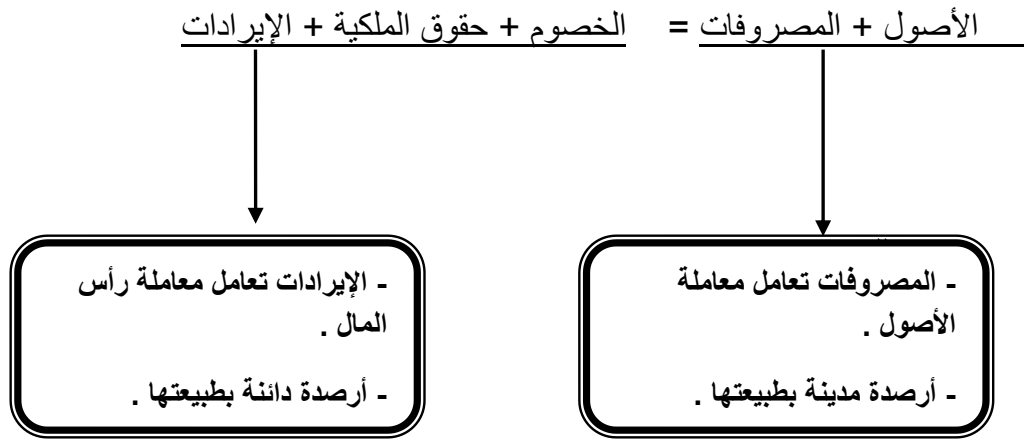 الأصول + المصروفات = الخصوم + حقوق الملكية + الإيرادات
- المصروفات تعامل معاملة
الأصول .
- أرصدة مدينة بطبيعتها .
- الإيرادات تعامل معاملة رأس
المال .
- أرصدة دائنة بطبيعتها .